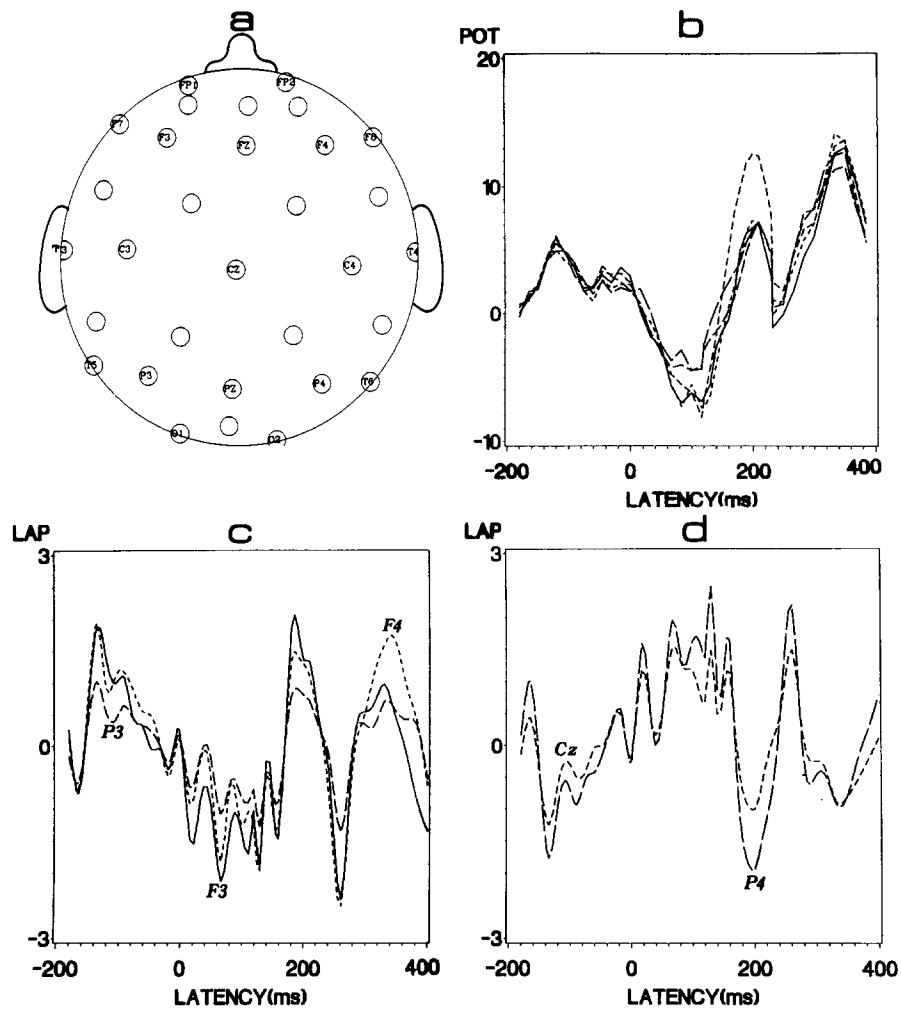 a
FP1 FP2
F7 F3 FZ F4 F8
T3 C3 CZ C4 T4
T5 P3 PZ P4 T6
O1 O2
b
POT
20
10
0
-10
-200 0 200 400
LATENCY(ms)
c
LAP
3
0
-3
F4
P3
F3
-200 0 200 400
LATENCY(ms)
d
LAP
3
0
-3
Cz
P4
-200 0 200 400
LATENCY(ms)